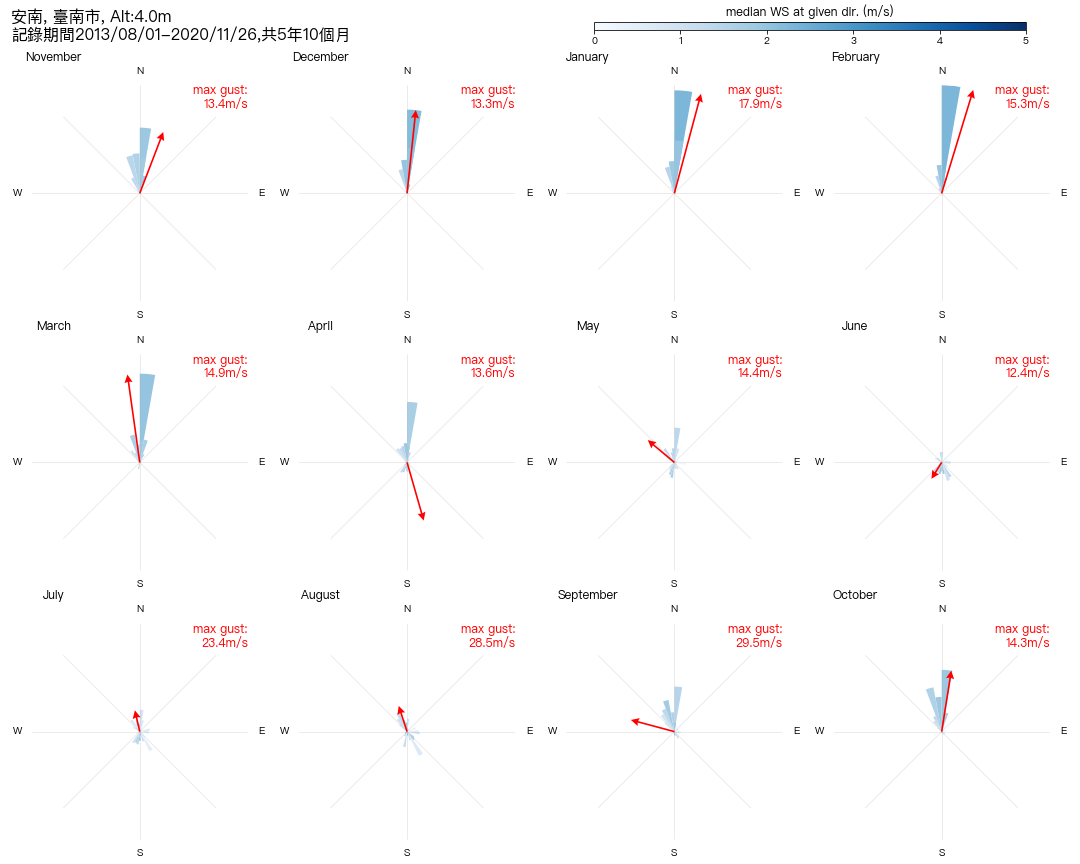 安南, 臺南市, Alt:4.0m
記錄期間2013/08/01-2020/11/26,共5年10個月
median WS at given dir. (m/s)
0 1 2 3 4 5
November
N
max gust:
13.4m/s
W E
S
December
N
max gust:
13.3m/s
W E
S
January
N
max gust:
17.9m/s
W E
S
February
N
max gust:
15.3m/s
W E
S
March
N
max gust:
14.9m/s
W E
S
April
N
max gust:
13.6m/s
W E
S
May
N
max gust:
14.4m/s
W E
S
June
N
max gust:
12.4m/s
W E
S
July
N
max gust:
23.4m/s
W E
S
August
N
max gust:
28.5m/s
W E
S
September
N
max gust:
29.5m/s
W E
S
October
N
max gust:
14.3m/s
W E
S